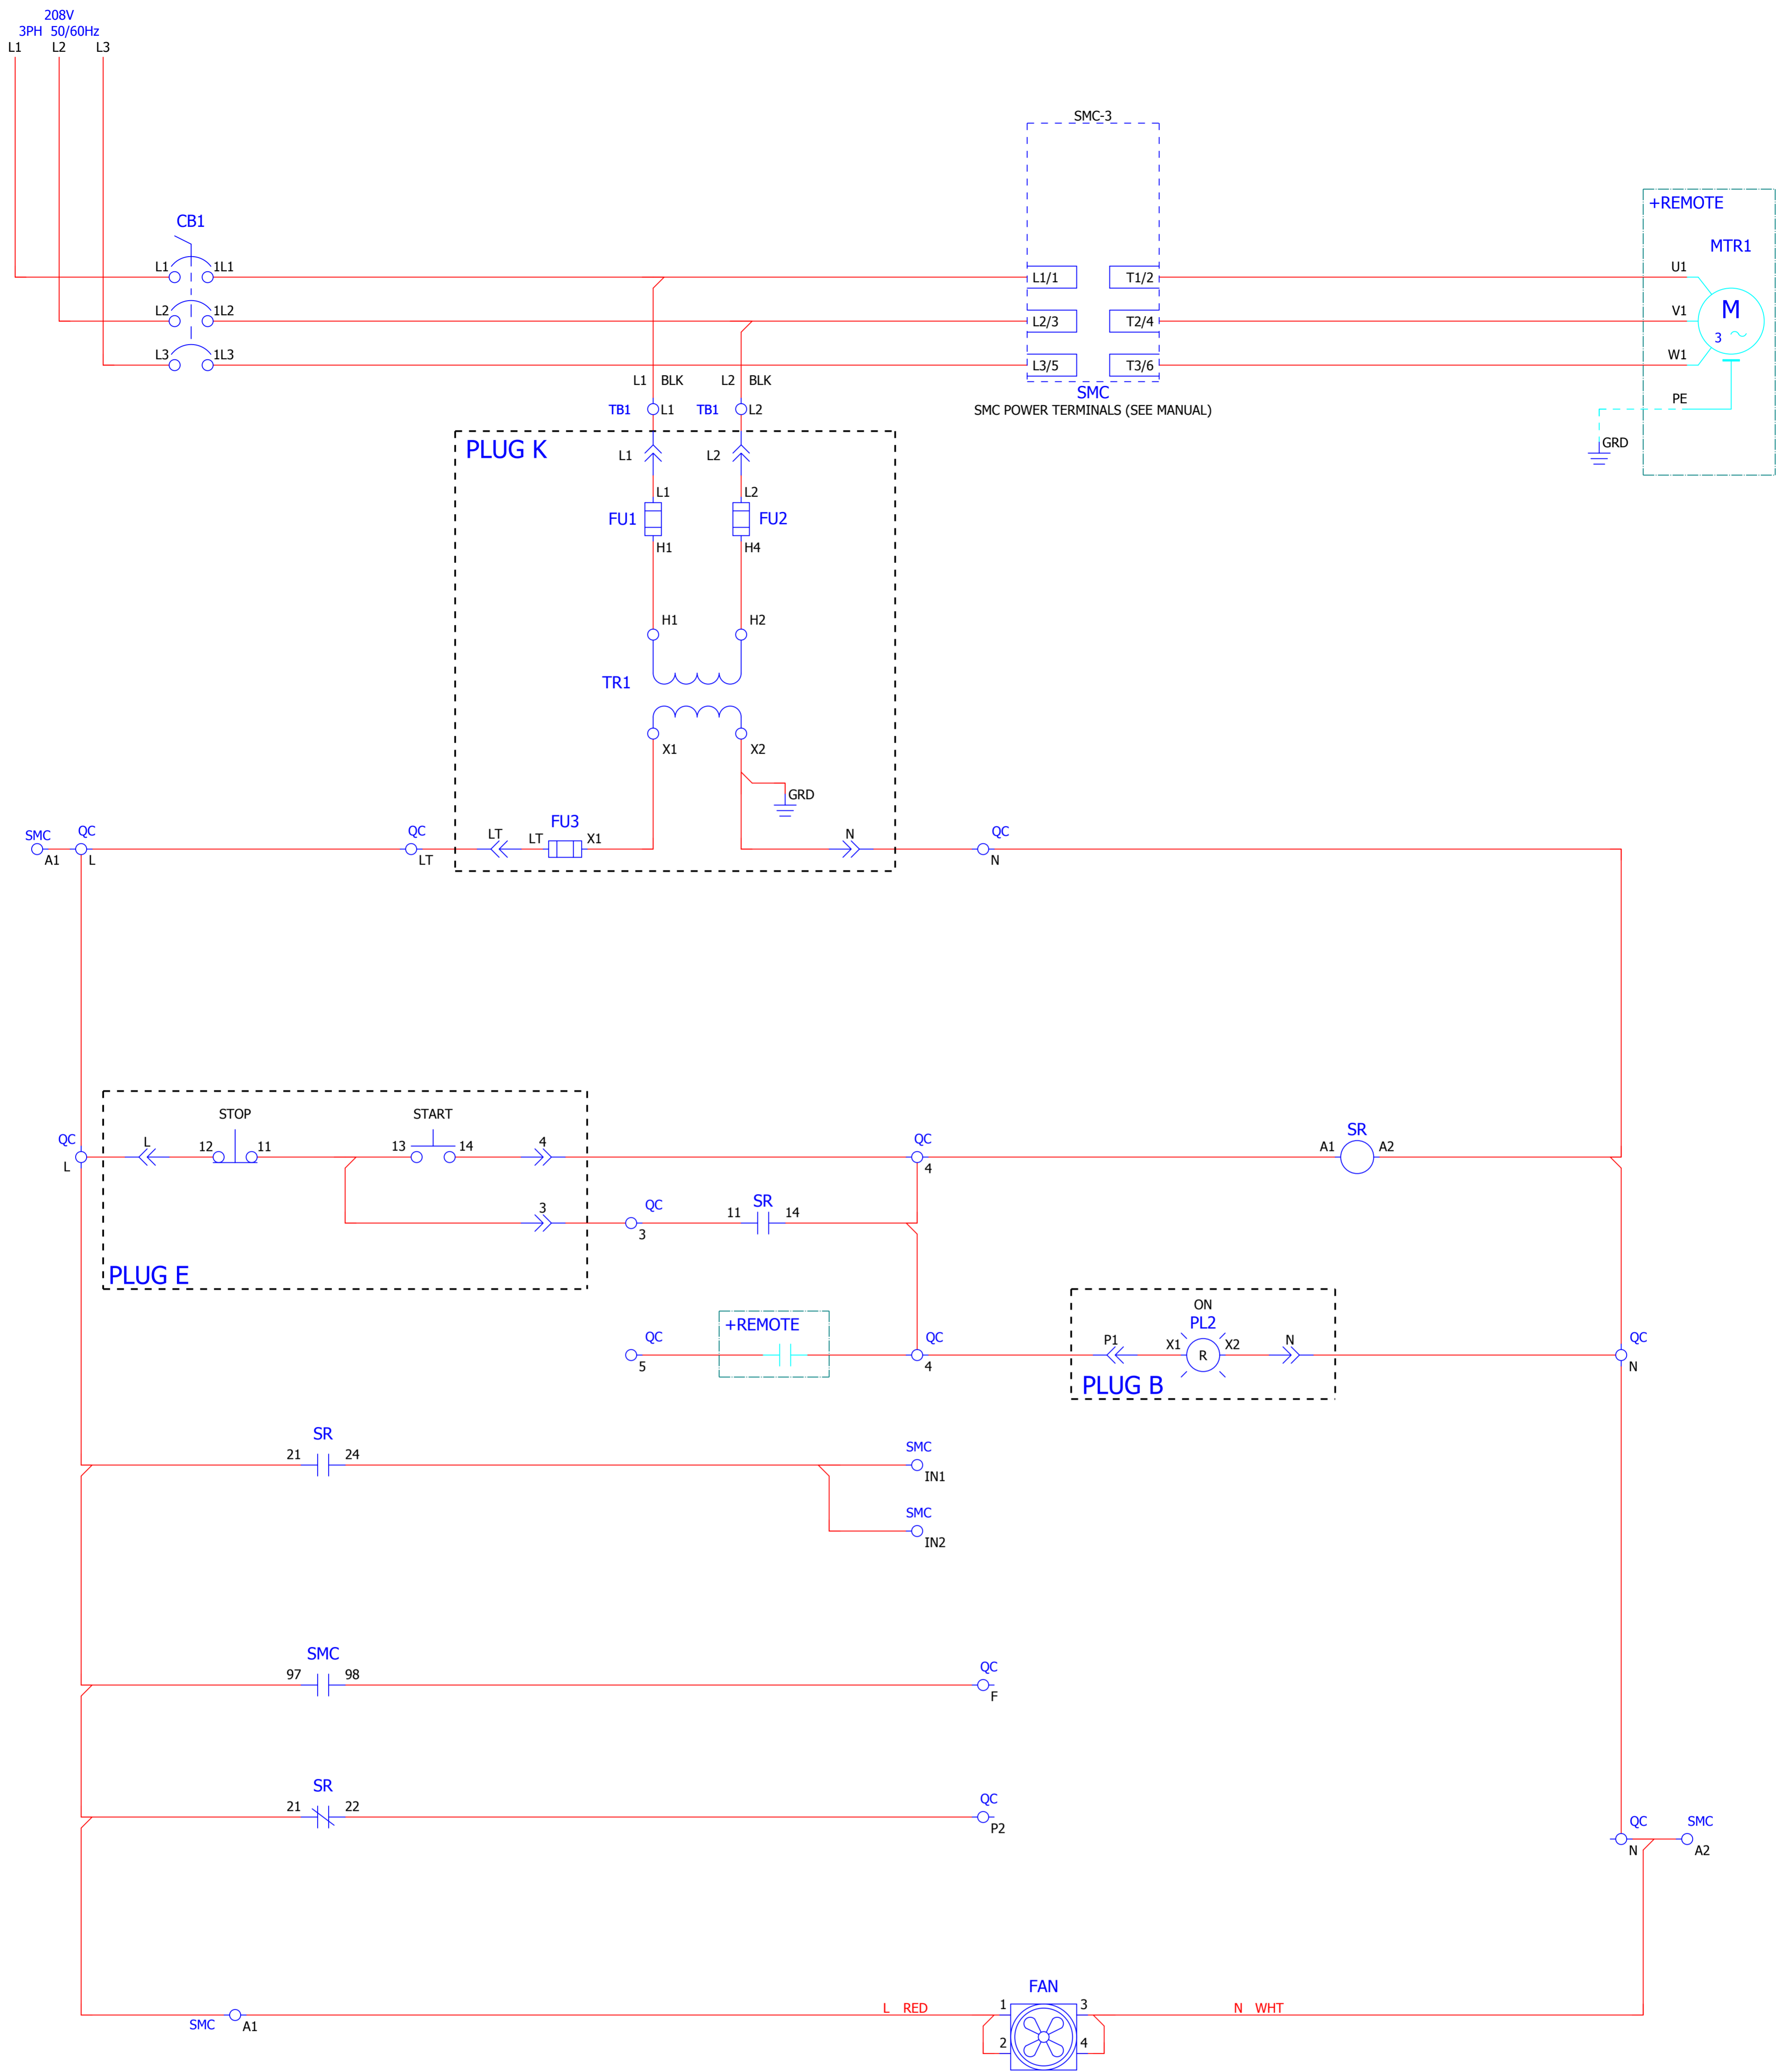 208V
3PH 50/60Hz
L1 L2 L3
SMC-3
+REMOTE
CB1
MTR1
L1 1L1
L1/1 T1/2
U1
L2 1L2
L2/3 T2/4
V1
M
3
L3 1L3
L3/5 T3/6
W1
L1 BLK L2 BLK
SMC
PE
TB1 L1 TB1 L2
SMC POWER TERMINALS (SEE MANUAL)
GRD
PLUG K
L1 L2
L1 L2
FU1 FU2
H1 H4
H1 H2
TR1
X1 X2
GRD
FU3
SMC QC QC LT LT X1 N QC
A1 L LT N
STOP START
QC L 12 11 13 14 4 QC SR A1 A2
L 4
3 QC 11 SR 14
3
PLUG E
ON
+REMOTE PL2
QC QC P1 X1 R X2 N QC
5 4 N
PLUG B
SR
21 24
SMC
IN1
SMC
IN2
SMC
97 98
QC
F
SR
21 22
QC
P2
QC SMC
N A2
FAN
L RED 1 3 N WHT
SMC A1
2 4